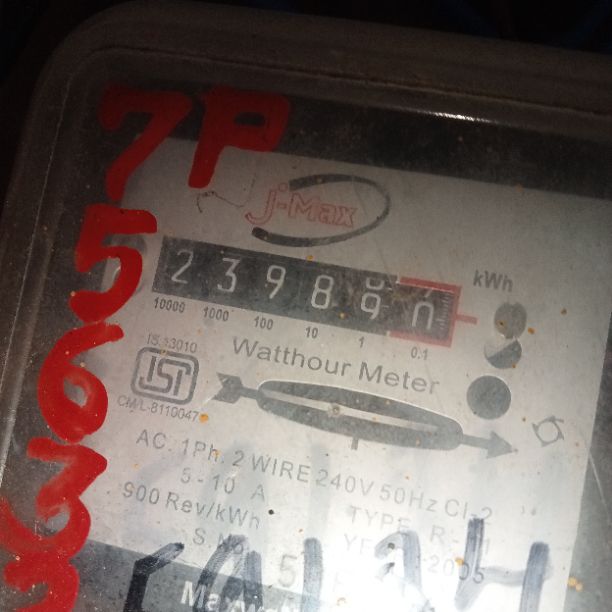 7P
5
6
3
j-Max
kWh
2 3 9 8 9
10000 1000 100 10 1 0.1
Watthour Meter
IS.13010
ISI
CM/L-8110047
AC. 1Ph. 2 WIRE 240V 50Hz Cl-2
5 - 10 A
TYPE
900 Rev/kWh
S.No.
2005